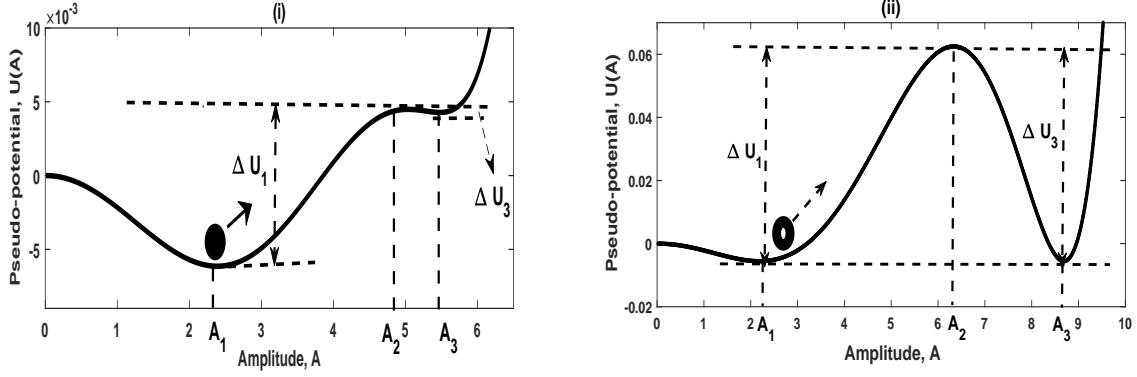 (i)
×10⁻³
10
5
0
-5
Pseudo-potential, U(A)
Δ U₁
Δ U₃
0 1 2 3 4 5 6
A₁ A₂ A₃
Amplitude, A
(ii)
0.06
0.04
0.02
0
-0.02
Pseudo-potential, U(A)
Δ U₁
Δ U₃
0 1 2 3 4 5 6 7 8 9 10
A₁ A₂ A₃
Amplitude, A